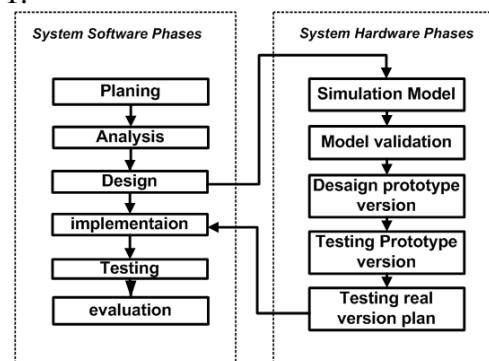 1.
System Software Phases
Planing
Analysis
Design
implementaion
Testing
evaluation
System Hardware Phases
Simulation Model
Model validation
Desaign prototype
version
Testing Prototype
version
Testing real
version plan